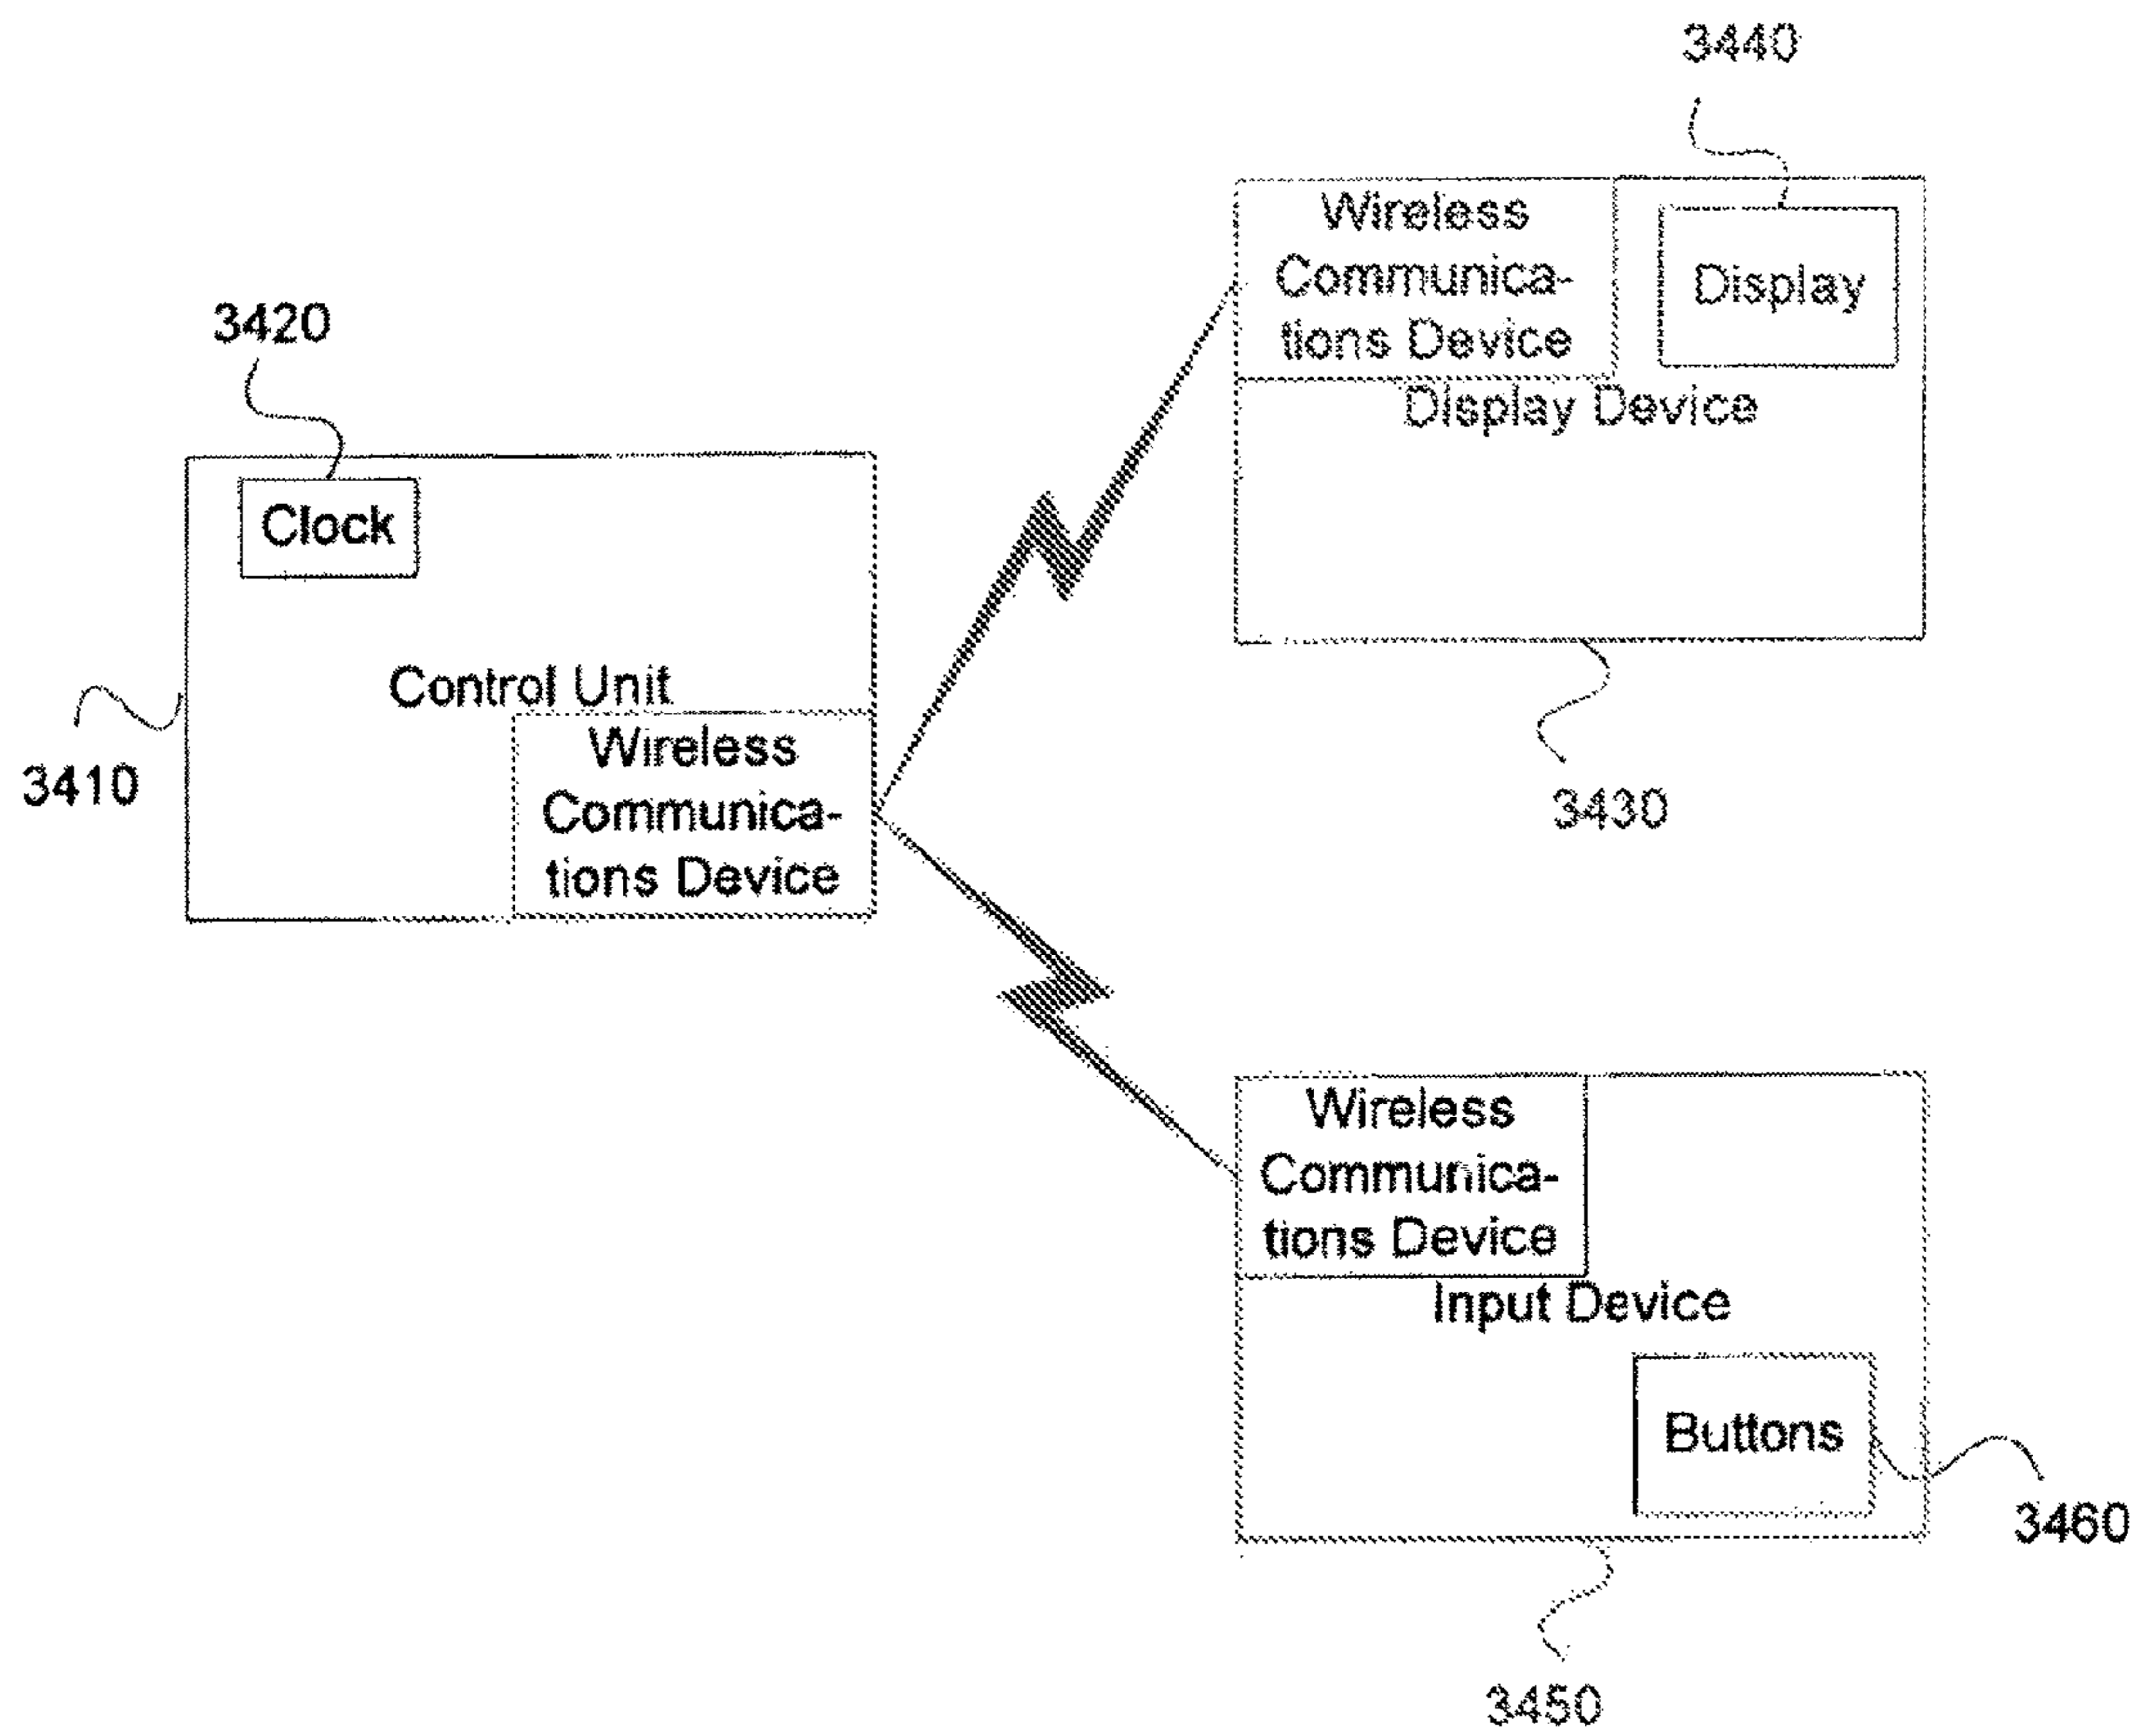 3440
Wireless
Communica-
tions Device
Display
Display Device
3420
Clock
Control Unit
Wireless
Communica-
tions Device
3410
3430
Wireless
Communica-
tions Device
Input Device
Buttons
3460
3450